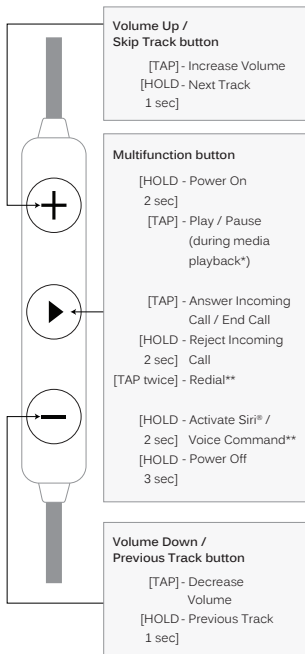 Volume Up /
Skip Track button
[TAP] - Increase Volume
[HOLD - Next Track
1 sec]
Multifunction button
[HOLD - Power On
2 sec]
[TAP] - Play / Pause
(during media
playback*)
[TAP] - Answer Incoming
Call / End Call
[HOLD - Reject Incoming
2 sec] Call
[TAP twice] - Redial**
[HOLD - Activate Siri® /
2 sec] Voice Command**
[HOLD - Power Off
3 sec]
Volume Down /
Previous Track button
[TAP] - Decrease
Volume
[HOLD - Previous Track
1 sec]